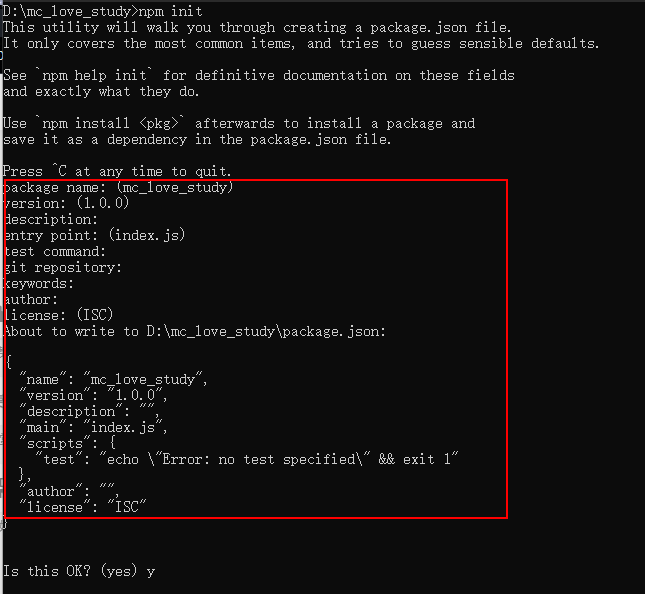 D:\mc_love_study>npm init
This utility will walk you through creating a package.json file.
It only covers the most common items, and tries to guess sensible defaults.
See `npm help init` for definitive documentation on these fields
and exactly what they do.
Use `npm install <pkg>` afterwards to install a package and
save it as a dependency in the package.json file.
Press ^C at any time to quit.
package name: (mc_love_study)
version: (1.0.0)
description:
entry point: (index.js)
test command:
git repository:
keywords:
author:
license: (ISC)
About to write to D:\mc_love_study\package.json:
{
  "name": "mc_love_study",
  "version": "1.0.0",
  "description": "",
  "main": "index.js",
  "scripts": {
    "test": "echo \"Error: no test specified\" && exit 1"
  },
  "author": "",
  "license": "ISC"
}
Is this OK? (yes) y